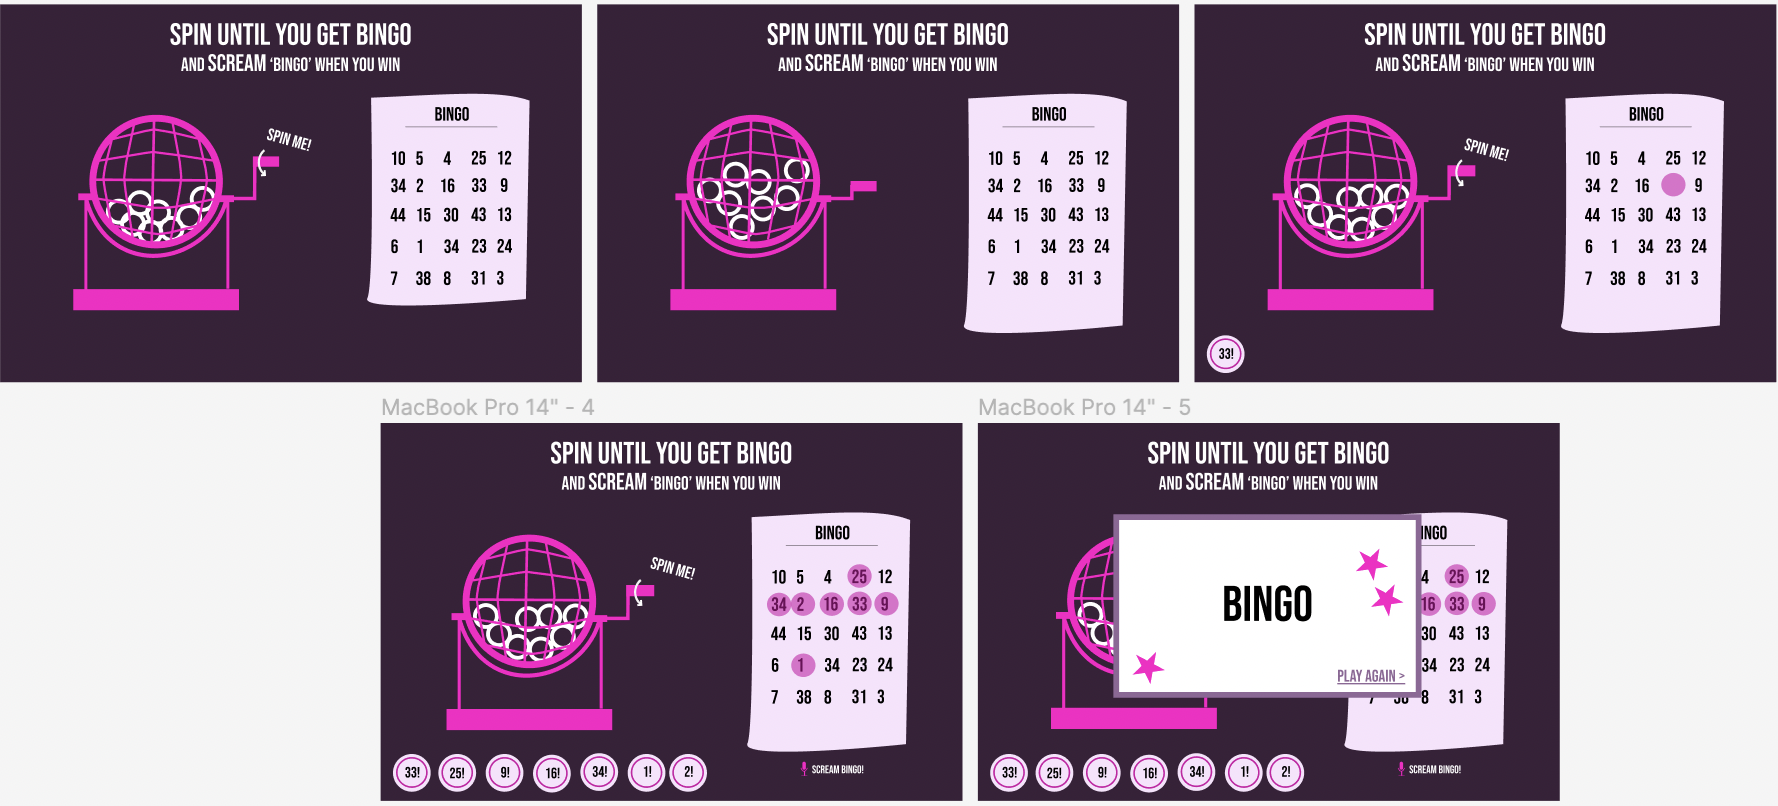 SPIN UNTIL YOU GET BINGO
AND SCREAM ‘BINGO’ WHEN YOU WIN
SPIN ME!
BINGO
10 5 4 25 12
34 2 16 33 9
44 15 30 43 13
6 1 34 23 24
7 38 8 31 3
SPIN UNTIL YOU GET BINGO
AND SCREAM ‘BINGO’ WHEN YOU WIN
BINGO
10 5 4 25 12
34 2 16 33 9
44 15 30 43 13
6 1 34 23 24
7 38 8 31 3
SPIN UNTIL YOU GET BINGO
AND SCREAM ‘BINGO’ WHEN YOU WIN
SPIN ME!
BINGO
10 5 4 25 12
34 2 16 9
44 15 30 43 13
6 1 34 23 24
7 38 8 31 3
33!
MacBook Pro 14" - 4
SPIN UNTIL YOU GET BINGO
AND SCREAM ‘BINGO’ WHEN YOU WIN
SPIN ME!
BINGO
10 5 4 25 12
34 2 16 33 9
44 15 30 43 13
6 1 34 23 24
7 38 8 31 3
33! 25! 9! 16! 34! 1! 2!
SCREAM BINGO!
MacBook Pro 14" - 5
SPIN UNTIL YOU GET BINGO
AND SCREAM ‘BINGO’ WHEN YOU WIN
INGO
4 25 12
16 33 9
30 43 13
34 23 24
8 31 3
BINGO
PLAY AGAIN >
33! 25! 9! 16! 34! 1! 2!
SCREAM BINGO!